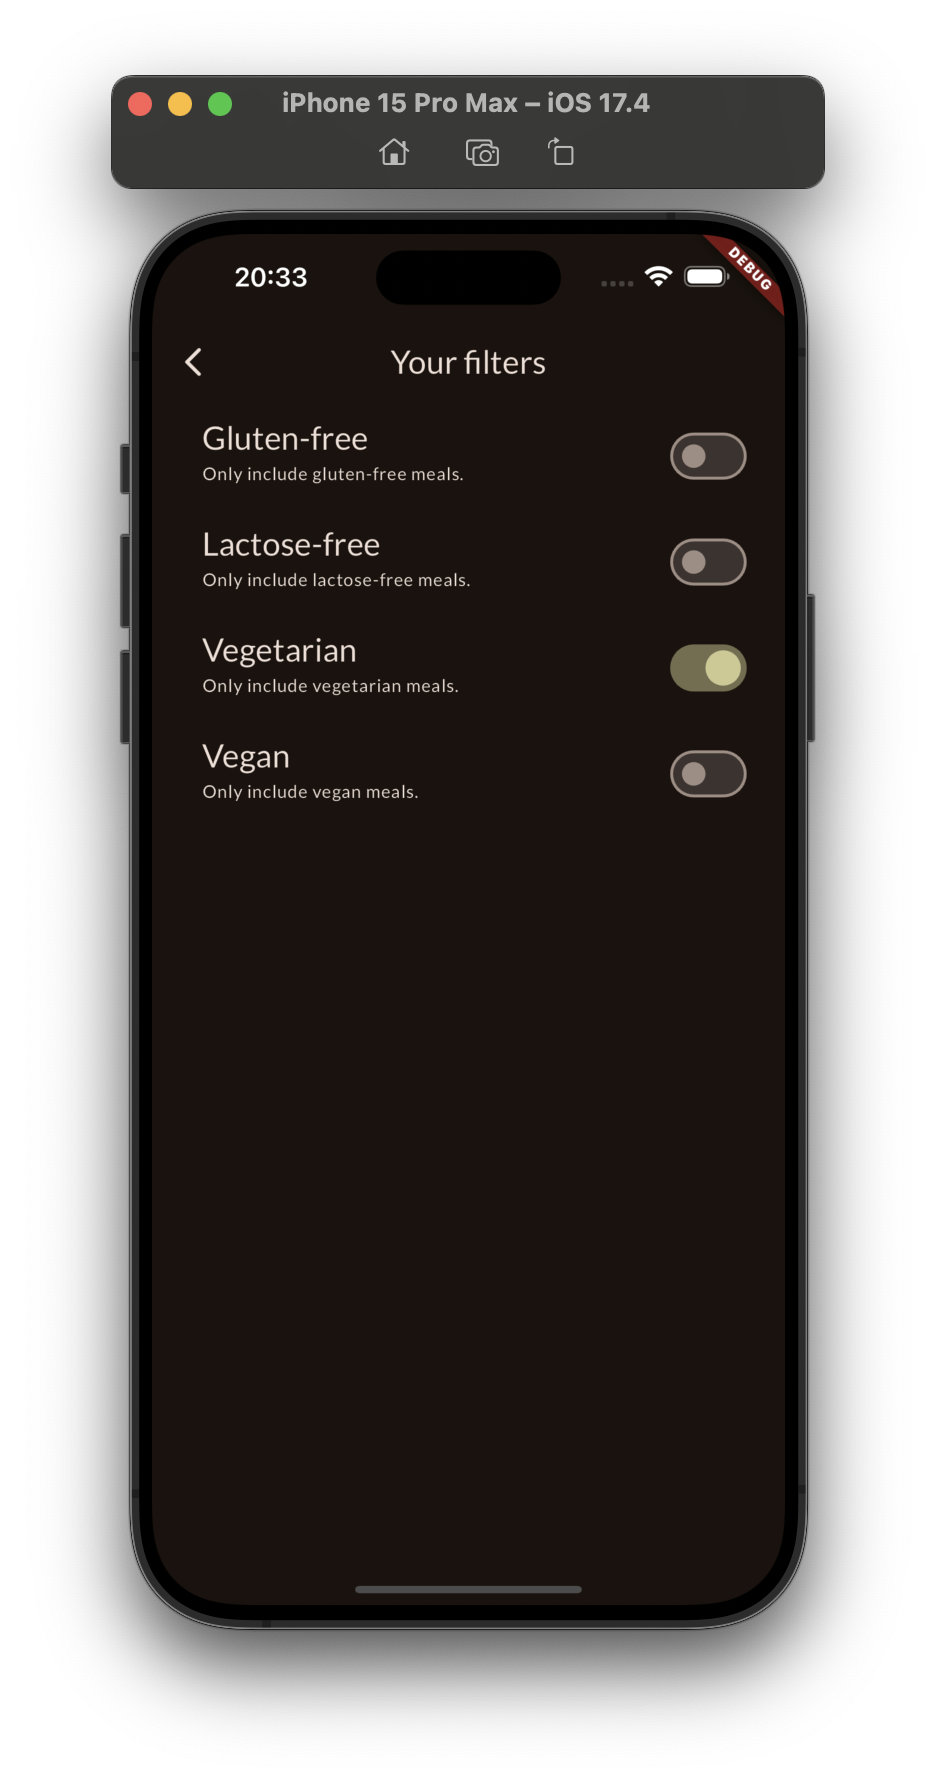 iPhone 15 Pro Max – iOS 17.4
20:33
DEBUG
Your filters
Gluten-free
Only include gluten-free meals.
Lactose-free
Only include lactose-free meals.
Vegetarian
Only include vegetarian meals.
Vegan
Only include vegan meals.